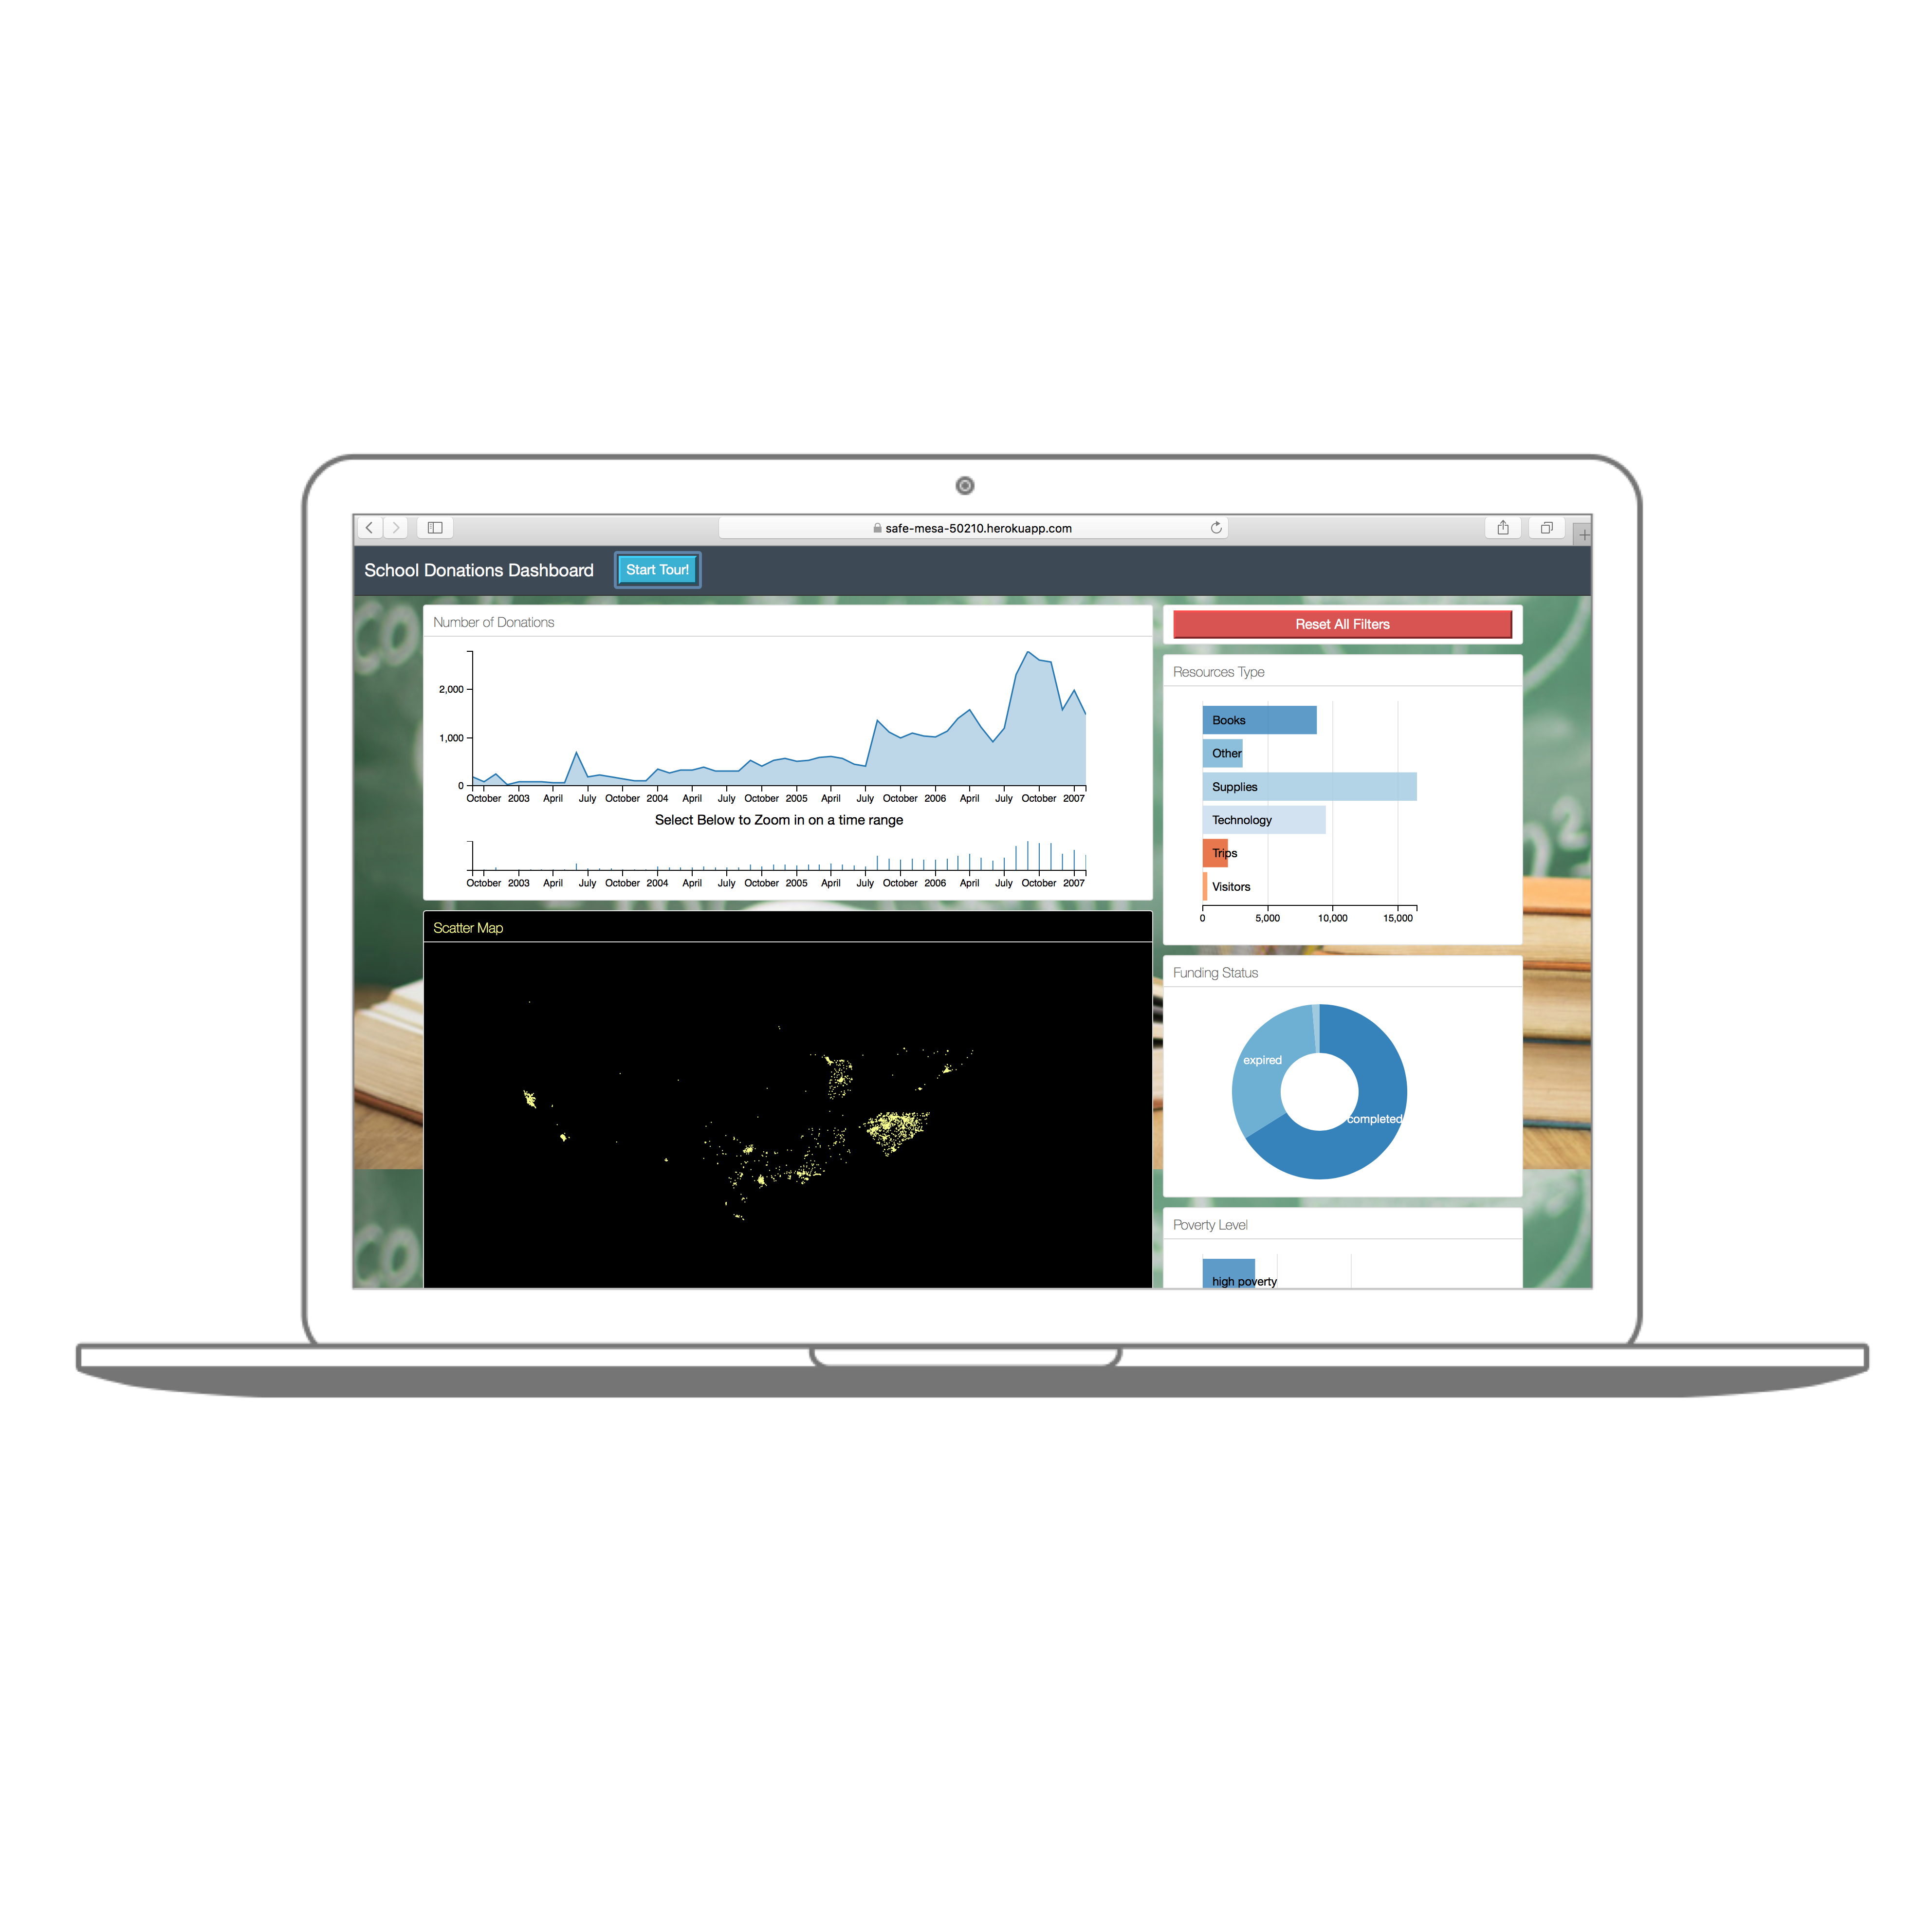 safe-mesa-50210.herokuapp.com
School Donations Dashboard
Start Tour!
Number of Donations
2,000
1,000
0
October 2003 April July October 2004 April July October 2005 April July October 2006 April July October 2007
Select Below to Zoom in on a time range
October 2003 April July October 2004 April July October 2005 April July October 2006 April July October 2007
Scatter Map
Reset All Filters
Resources Type
Books
Other
Supplies
Technology
Trips
Visitors
0 5,000 10,000 15,000
Funding Status
expired
completed
Poverty Level
high poverty